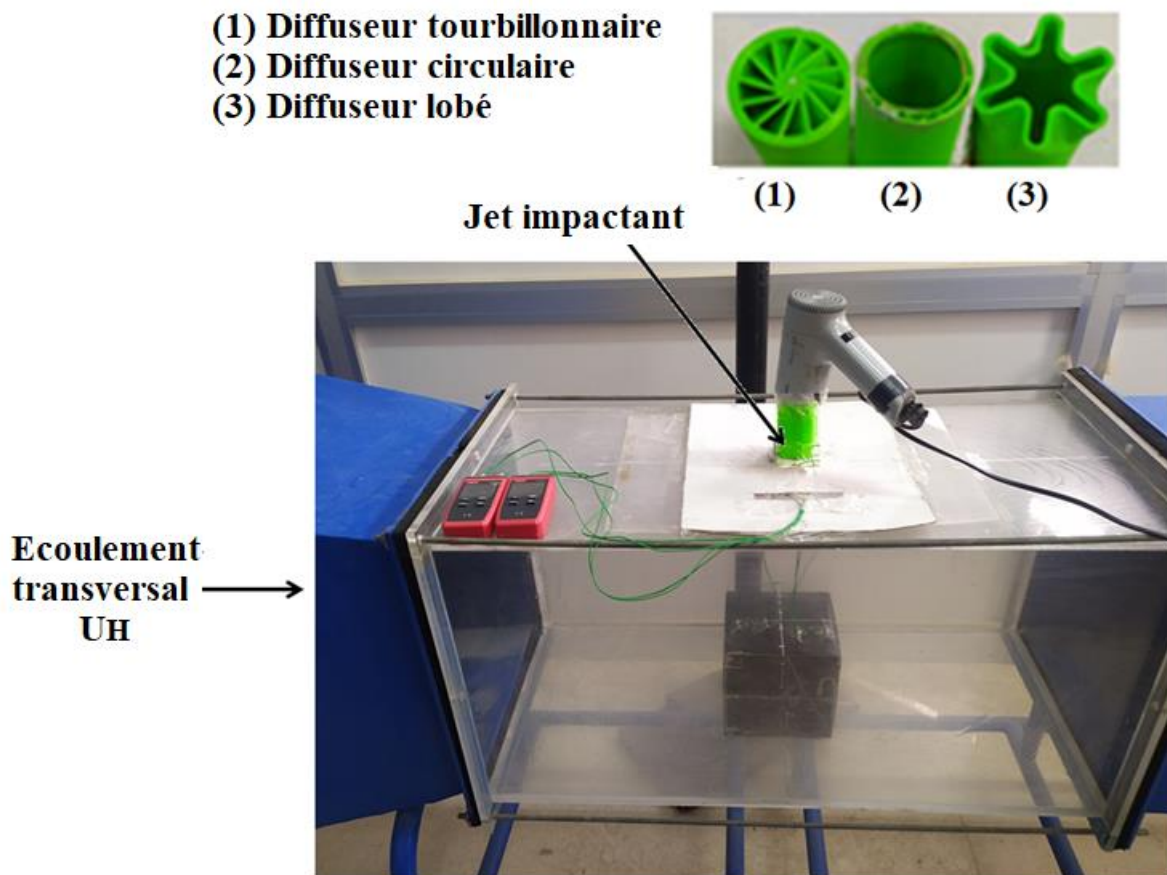 (1) Diffuseur tourbillonnaire
(2) Diffuseur circulaire
(3) Diffuseur lobé
(1) (2) (3)
Jet impactant
Ecoulement
transversal
UH